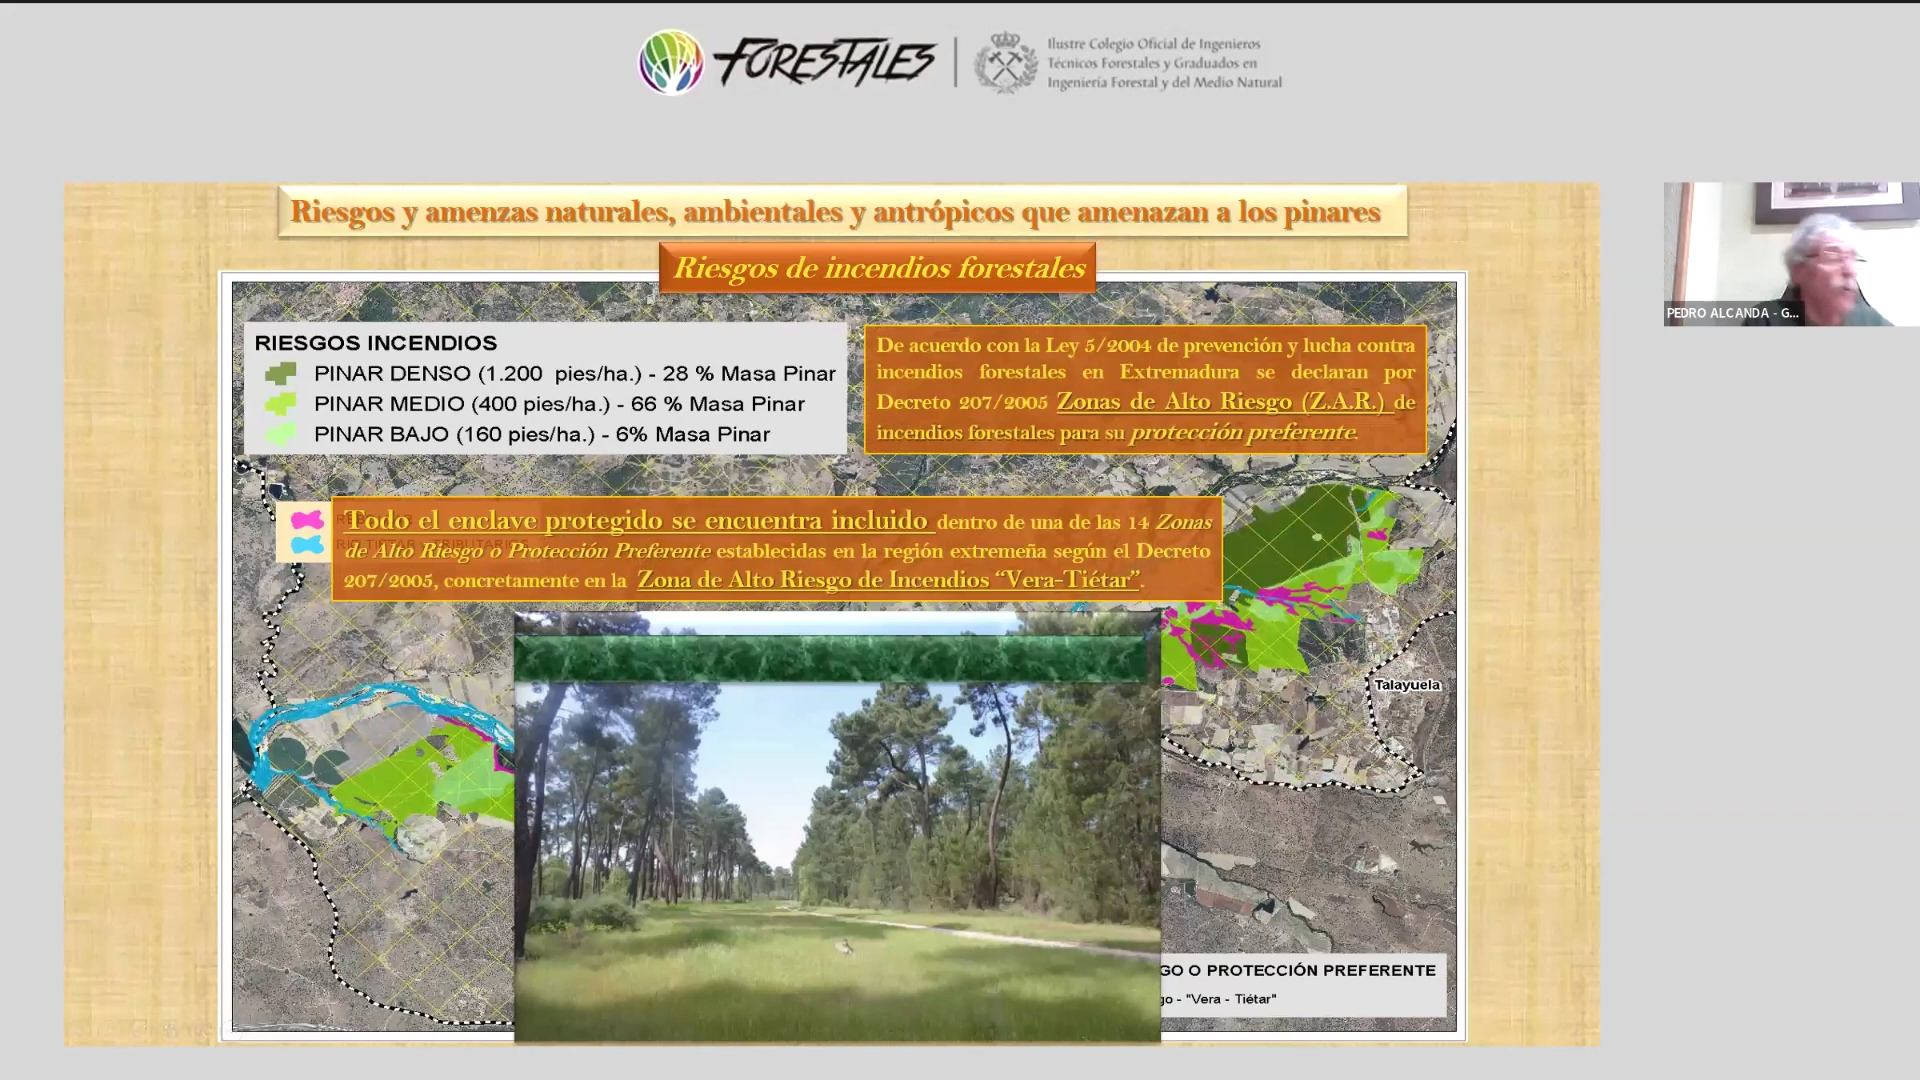 FORESTALES
Ilustre Colegio Oficial de Ingenieros
Técnicos Forestales y Graduados en
Ingeniería Forestal y del Medio Natural
Riesgos y amenzas naturales, ambientales y antrópicos que amenazan a los pinares
Riesgos de incendios forestales
RIESGOS INCENDIOS
PINAR DENSO (1.200 pies/ha.) - 28 % Masa Pinar
PINAR MEDIO (400 pies/ha.) - 66 % Masa Pinar
PINAR BAJO (160 pies/ha.) - 6% Masa Pinar
De acuerdo con la Ley 5/2004 de prevención y lucha contra
incendios forestales en Extremadura se declaran por
Decreto 207/2005 Zonas de Alto Riesgo (Z.A.R.) de
incendios forestales para su protección preferente.
PEDRO ALCANDA - G...
Todo el enclave protegido se encuentra incluido dentro de una de las 14 Zonas
de Alto Riesgo o Protección Preferente establecidas en la región extremeña según el Decreto
207/2005, concretamente en la Zona de Alto Riesgo de Incendios “Vera-Tiétar”.
Talayuela
GO O PROTECCIÓN PREFERENTE
go - "Vera - Tiétar"